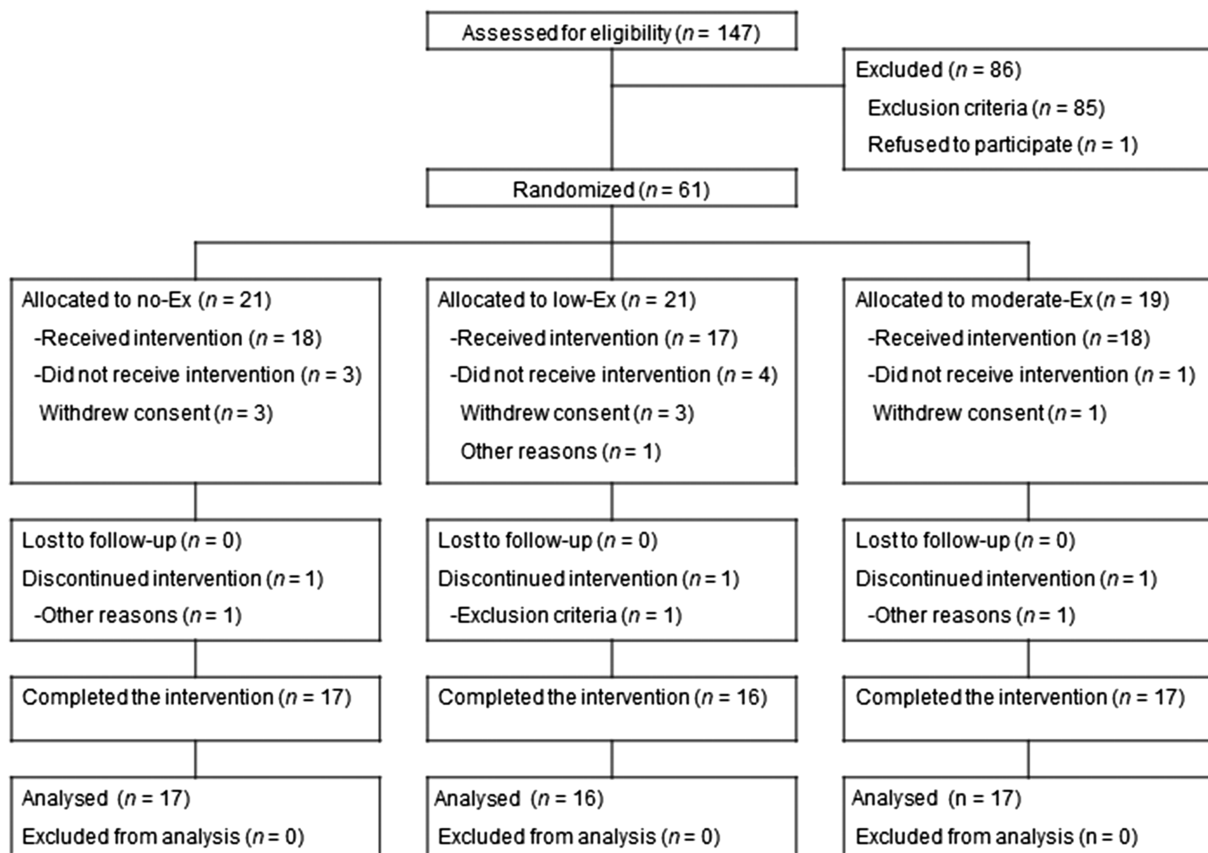 Assessed for eligibility (n = 147)
Excluded (n = 86)
Exclusion criteria (n = 85)
Refused to participate (n = 1)
Randomized (n = 61)
Allocated to no-Ex (n = 21)
-Received intervention (n = 18)
-Did not receive intervention (n = 3)
Withdrew consent (n = 3)
Allocated to low-Ex (n = 21)
-Received intervention (n = 17)
-Did not receive intervention (n = 4)
Withdrew consent (n = 3)
Other reasons (n = 1)
Allocated to moderate-Ex (n = 19)
-Received intervention (n =18)
-Did not receive intervention (n = 1)
Withdrew consent (n = 1)
Lost to follow-up (n = 0)
Discontinued intervention (n = 1)
-Other reasons (n = 1)
Lost to follow-up (n = 0)
Discontinued intervention (n = 1)
-Exclusion criteria (n = 1)
Lost to follow-up (n = 0)
Discontinued intervention (n = 1)
-Other reasons (n = 1)
Completed the intervention (n = 17)
Completed the intervention (n = 16)
Completed the intervention (n = 17)
Analysed (n = 17)
Excluded from analysis (n = 0)
Analysed (n = 16)
Excluded from analysis (n = 0)
Analysed (n = 17)
Excluded from analysis (n = 0)